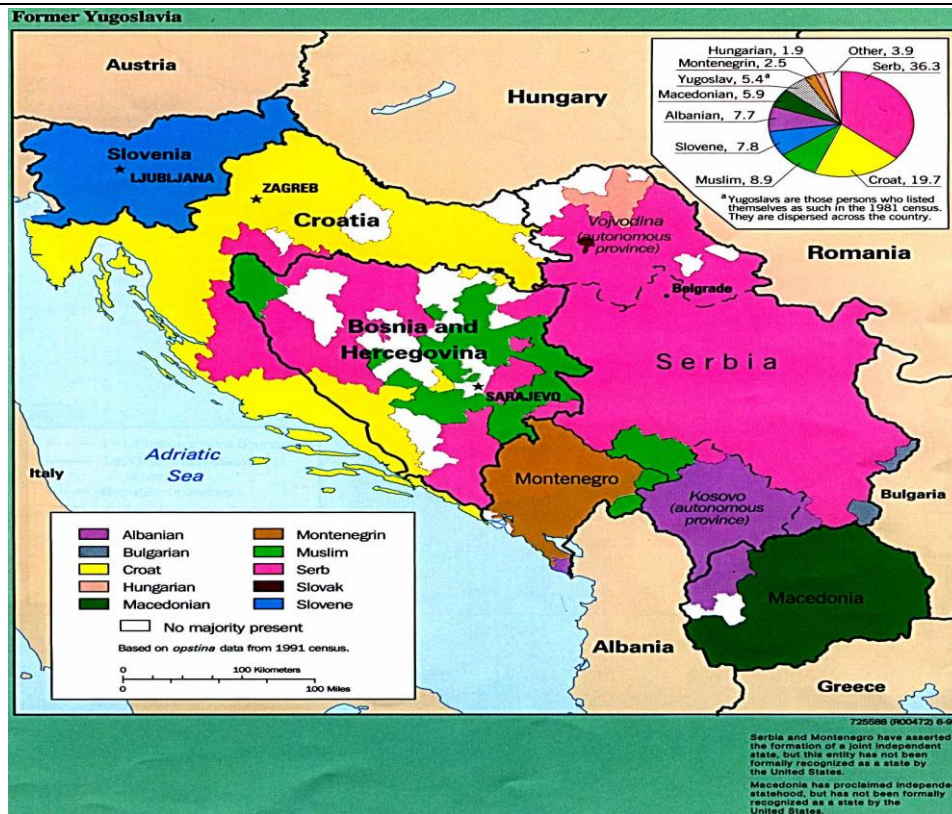 Former Yugoslavia
Austria
Hungary
Hungarian, 1.9
Other, 3.9
Montenegrin, 2.5
Serb, 36.3
Yugoslav, 5.4ᵃ
Macedonian, 5.9
Albanian, 7.7
Slovene, 7.8
Muslim, 8.9
Croat, 19.7
ᵃ Yugoslavs are those persons who listed
themselves as such in the 1981 census.
They are dispersed across the country.
Slovenia
LJUBLJANA
ZAGREB
Croatia
Vojvodina
(autonomous
province)
Romania
Belgrade
Bosnia and
Hercegovina
Serbia
SARAJEVO
Adriatic
Sea
Italy
Montenegro
Kosovo
(autonomous
province)
Bulgaria
Albanian
Bulgarian
Croat
Hungarian
Macedonian
Montenegrin
Muslim
Serb
Slovak
Slovene
No majority present
Based on opstina data from 1991 census.
0 100 Kilometers
0 100 Miles
Macedonia
Albania
Greece
725588 (R00472) 6-9
Serbia and Montenegro have asserted
the formation of a joint independent
state, but this entity has not been
formally recognized as a state by
the United States.
Macedonia has proclaimed independe
statehood, but has not been formally
recognized as a state by the
United States.